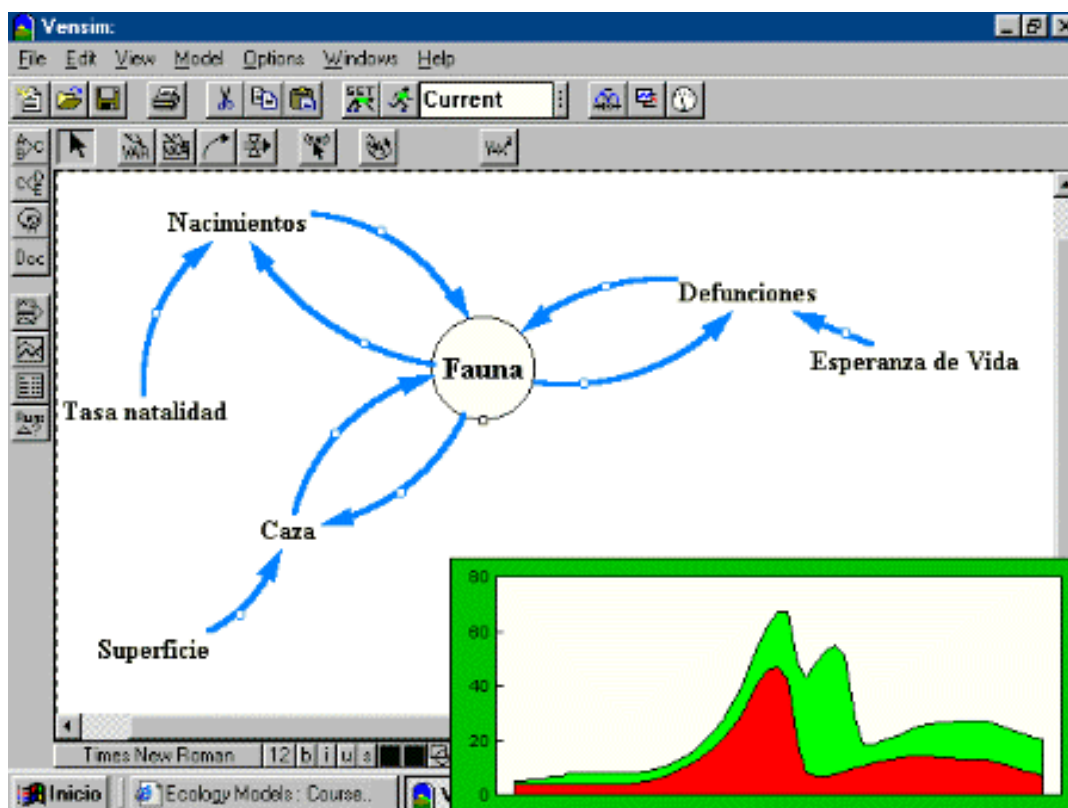 Vensim:
File Edit View Model Options Windows Help
Current
Doc
Nacimientos
Defunciones
Esperanza de Vida
Fauna
Tasa natalidad
Caza
Superficie
80
60
40
20
0
Times New Roman 12 b i u s
Inicio Ecology Models : Course.. V